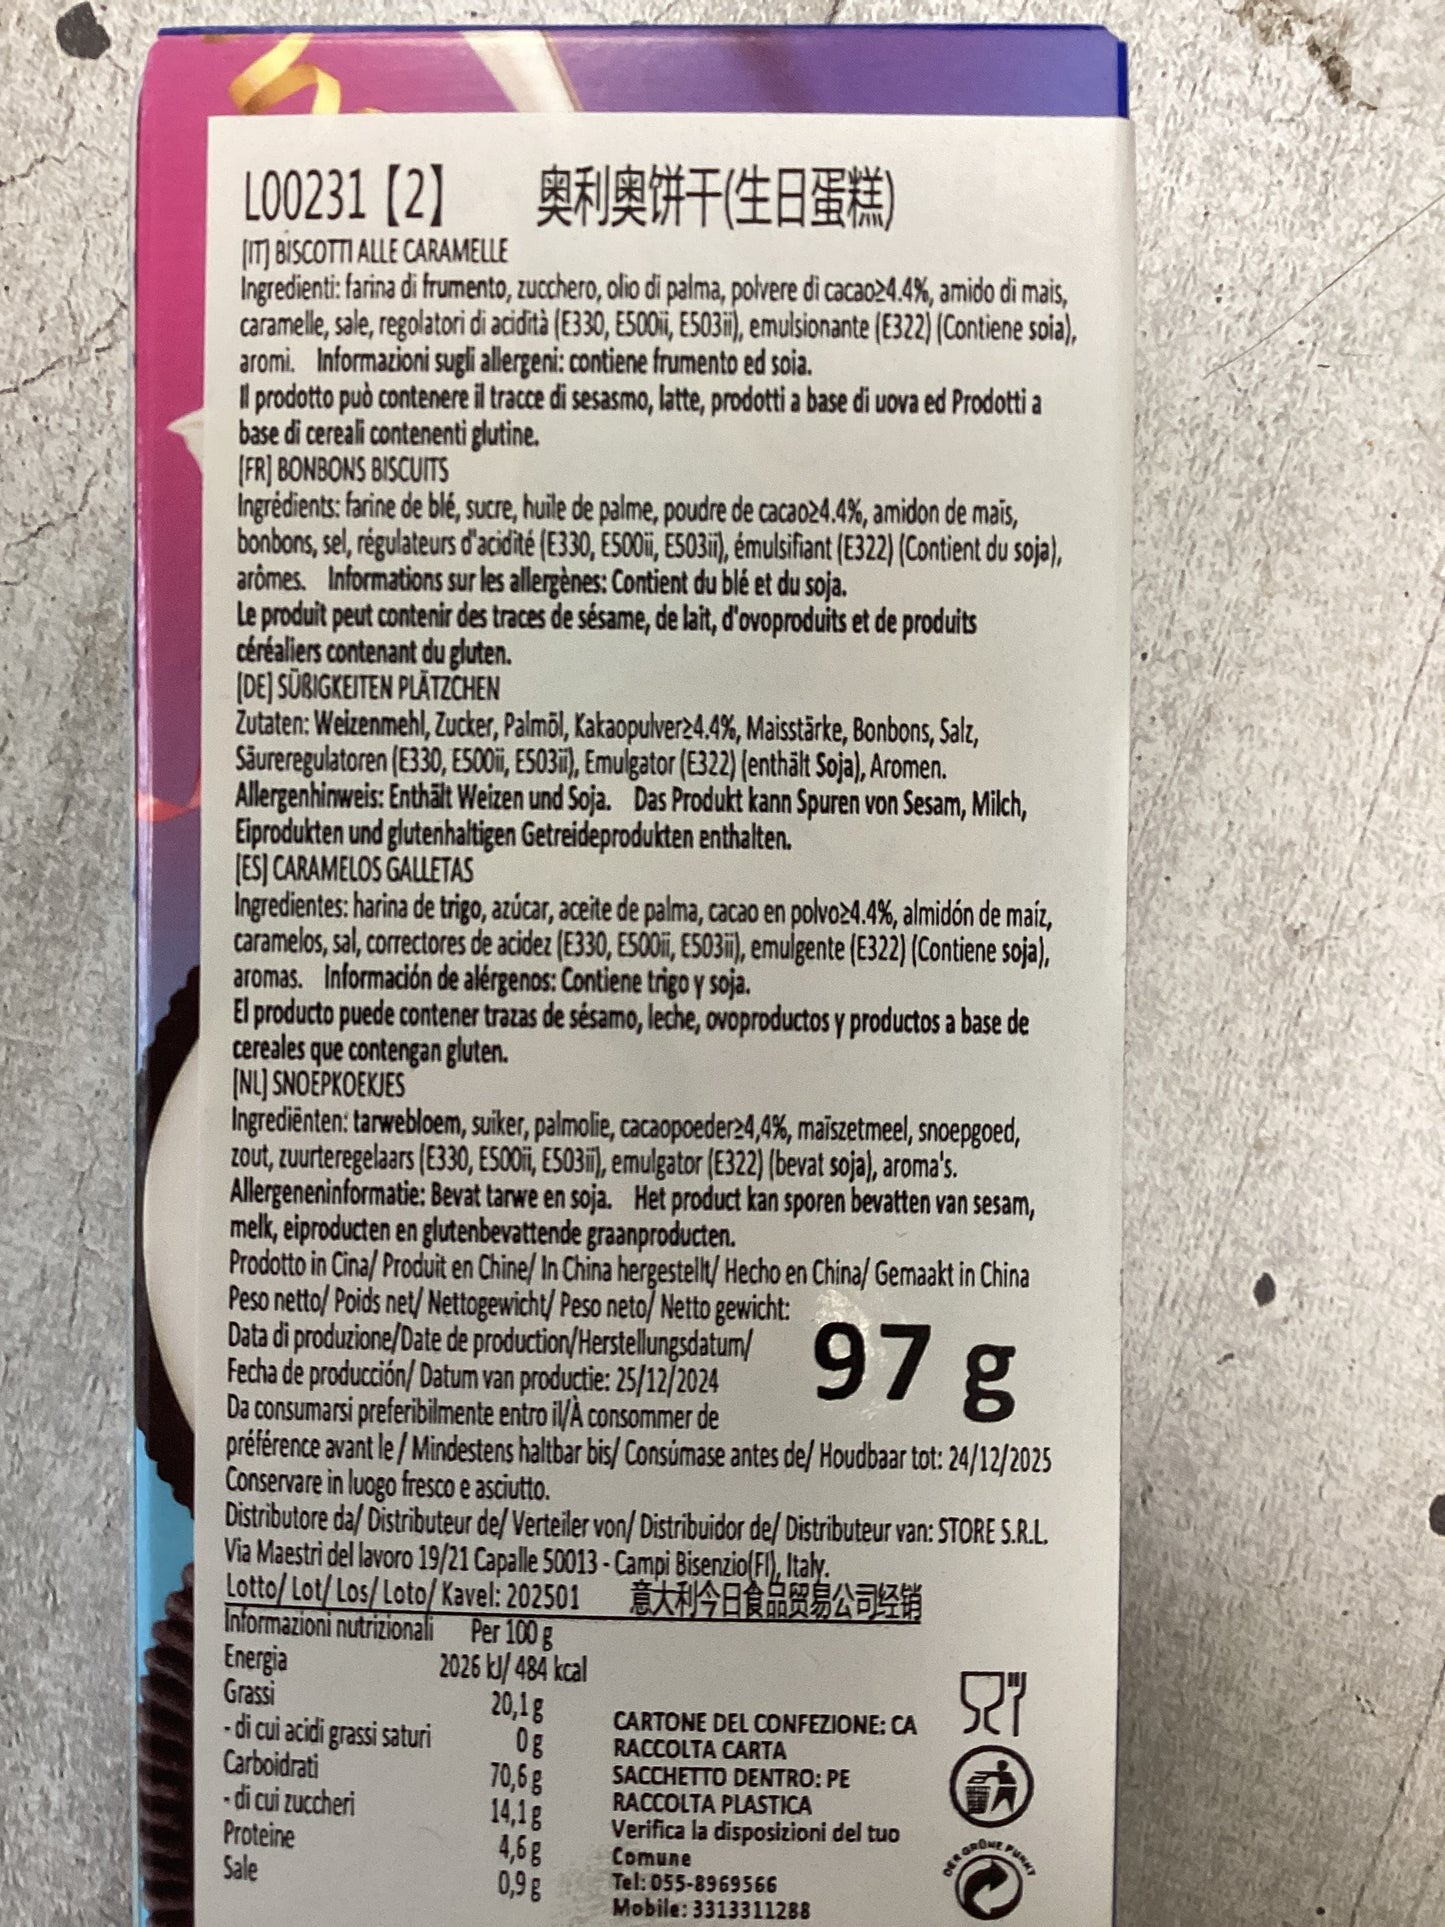 L00231【2】 奥利奥饼干(生日蛋糕)
[IT] BISCOTTI ALLE CARAMELLE
Ingredienti: farina di frumento, zucchero, olio di palma, polvere di cacao≥4.4%, amido di mais,
caramelle, sale, regolatori di acidità (E330, E500ii, E503ii), emulsionante (E322) (Contiene soia),
aromi. Informazioni sugli allergeni: contiene frumento ed soia.
Il prodotto può contenere il tracce di sesasmo, latte, prodotti a base di uova ed Prodotti a
base di cereali contenenti glutine.
[FR] BONBONS BISCUITS
Ingrédients: farine de blé, sucre, huile de palme, poudre de cacao≥4.4%, amidon de maïs,
bonbons, sel, régulateurs d'acidité (E330, E500ii, E503ii), émulsifiant (E322) (Contient du soja),
arômes. Informations sur les allergènes: Contient du blé et du soja.
Le produit peut contenir des traces de sésame, de lait, d'ovoproduits et de produits
céréaliers contenant du gluten.
[DE] SÜßIGKEITEN PLÄTZCHEN
Zutaten: Weizenmehl, Zucker, Palmöl, Kakaopulver≥4.4%, Maisstärke, Bonbons, Salz,
Säureregulatoren (E330, E500ii, E503ii), Emulgator (E322) (enthält Soja), Aromen.
Allergenhinweis: Enthält Weizen und Soja. Das Produkt kann Spuren von Sesam, Milch,
Eiprodukten und glutenhaltigen Getreideprodukten enthalten.
[ES] CARAMELOS GALLETAS
Ingredientes: harina de trigo, azúcar, aceite de palma, cacao en polvo≥4.4%, almidón de maíz,
caramelos, sal, correctores de acidez (E330, E500ii, E503ii), emulgente (E322) (Contiene soja),
aromas. Información de alérgenos: Contiene trigo y soja.
El producto puede contener trazas de sésamo, leche, ovoproductos y productos a base de
cereales que contengan gluten.
[NL] SNOEPKOEKJES
Ingrediënten: tarwebloem, suiker, palmolie, cacaopoeder≥4,4%, maïszetmeel, snoepgoed,
zout, zuurteregelaars (E330, E500ii, E503ii), emulgator (E322) (bevat soja), aroma's.
Allergeneninformatie: Bevat tarwe en soja. Het product kan sporen bevatten van sesam,
melk, eiproducten en glutenbevattende graanproducten.
Prodotto in Cina/ Produit en Chine/ In China hergestellt/ Hecho en China/ Gemaakt in China
Peso netto/ Poids net/ Nettogewicht/ Peso neto/ Netto gewicht:
97 g
Data di produzione/Date de production/Herstellungsdatum/
Fecha de producción/ Datum van productie: 25/12/2024
Da consumarsi preferibilmente entro il/À consommer de
préférence avant le / Mindestens haltbar bis/ Consúmase antes de/ Houdbaar tot: 24/12/2025
Conservare in luogo fresco e asciutto.
Distributore da/ Distributeur de/ Verteiler von/ Distribuidor de/ Distributeur van: STORE S.R.L.
Via Maestri del lavoro 19/21 Capalle 50013 - Campi Bisenzio(FI), Italy.
Lotto/ Lot/ Los/ Loto/ Kavel: 202501 意大利今日食品贸易公司经销
Informazioni nutrizionali Per 100 g
Energia 2026 kJ/ 484 kcal
Grassi 20,1 g
- di cui acidi grassi saturi 0 g
Carboidrati 70,6 g
- di cui zuccheri 14,1 g
Proteine 4,6 g
Sale 0,9 g
CARTONE DEL CONFEZIONE: CA
RACCOLTA CARTA
SACCHETTO DENTRO: PE
RACCOLTA PLASTICA
Verifica la disposizioni del tuo
Comune
Tel: 055-8969566
Mobile: 3313311288
DER GRÜNE PUNKT